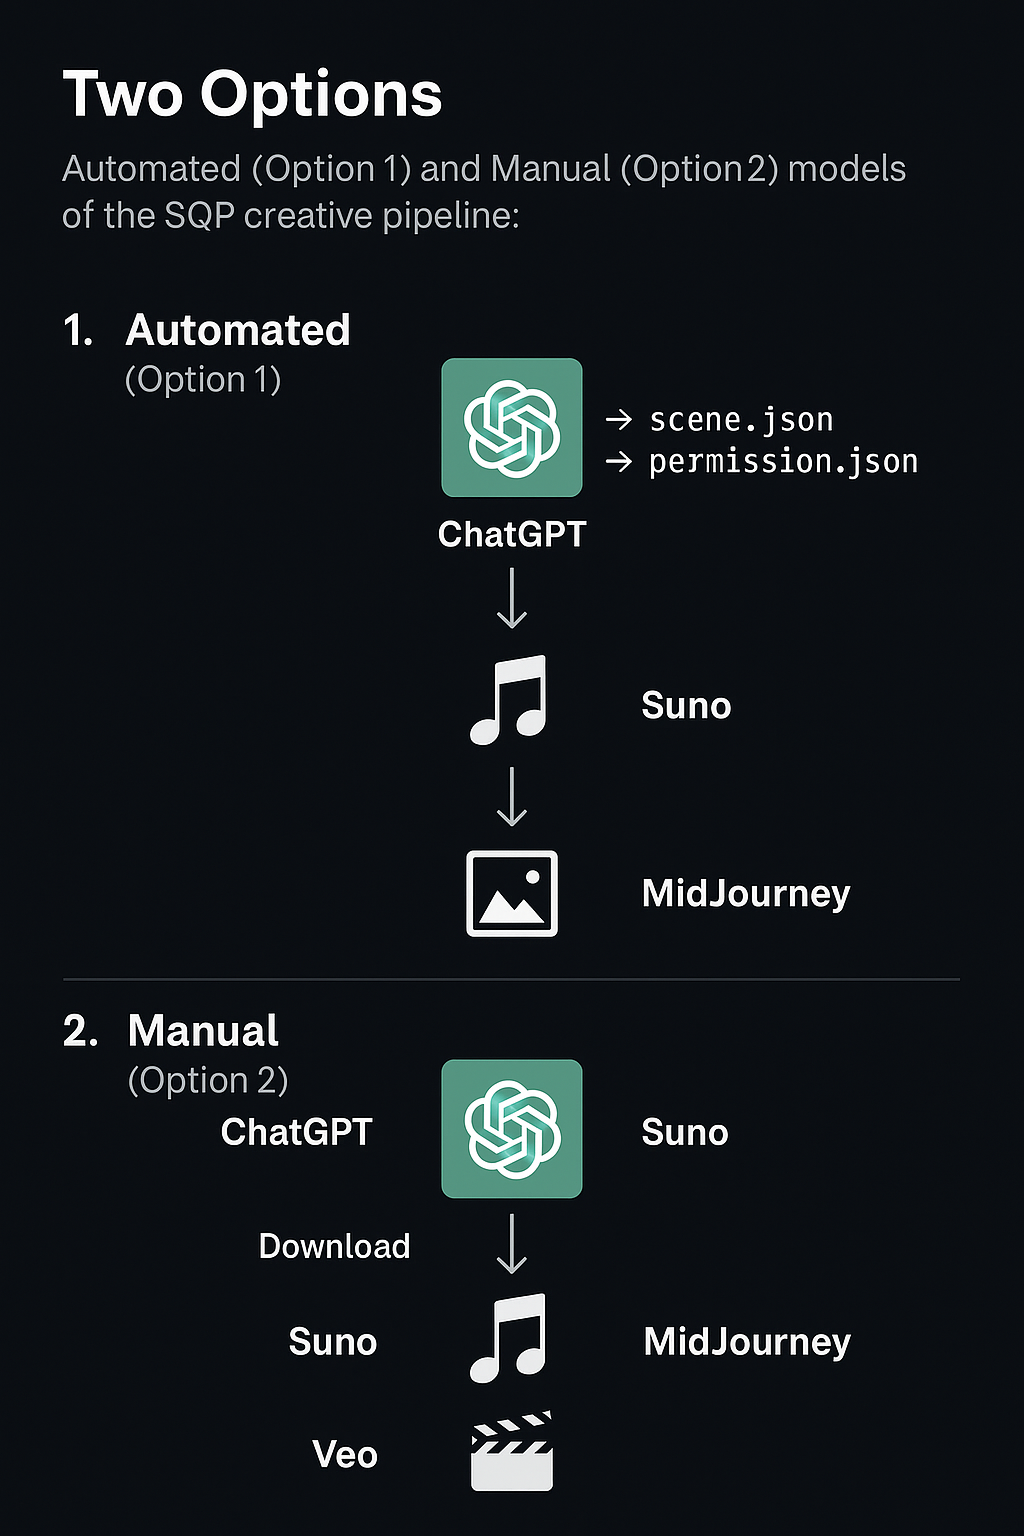 Two Options
Automated (Option 1) and Manual (Option 2) models
of the SQP creative pipeline:
1. Automated
(Option 1)
→ scene.json
→ permission.json
ChatGPT
Suno
MidJourney
2. Manual
(Option 2)
ChatGPT
Suno
Download
Suno
MidJourney
Veo